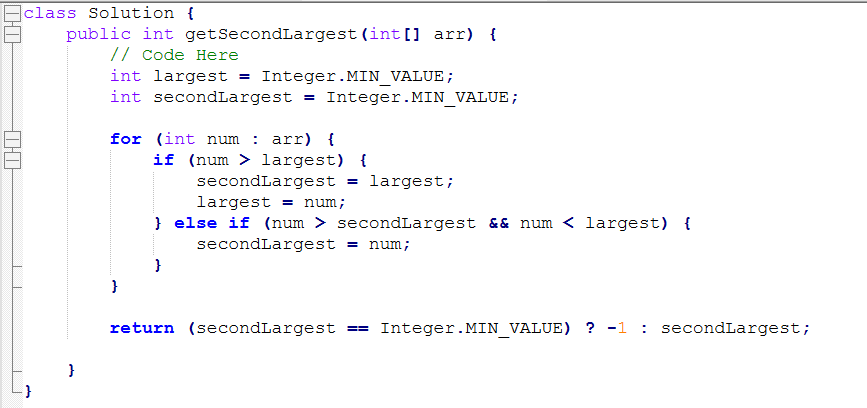 class Solution {
    public int getSecondLargest(int[] arr) {
        // Code Here
        int largest = Integer.MIN_VALUE;
        int secondLargest = Integer.MIN_VALUE;
        for (int num : arr) {
            if (num > largest) {
                secondLargest = largest;
                largest = num;
            } else if (num > secondLargest && num < largest) {
                secondLargest = num;
            }
        }
        return (secondLargest == Integer.MIN_VALUE) ? -1 : secondLargest;
    }
}